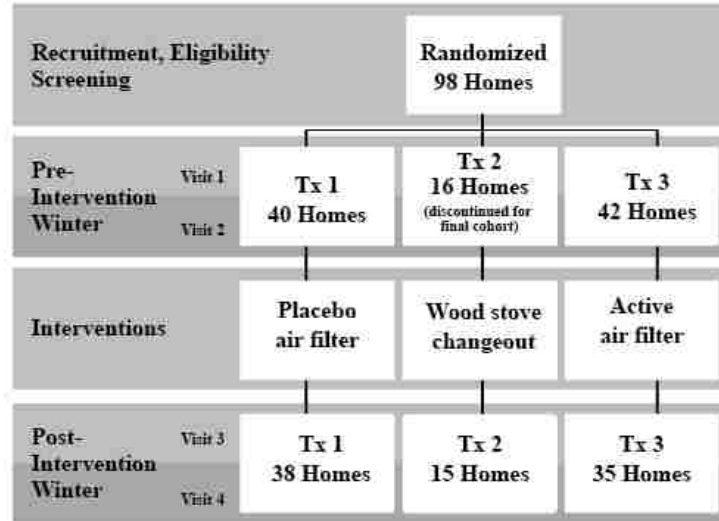 Recruitment, Eligibility
Screening
Randomized
98 Homes
Pre-
Intervention
Winter
Visit 1
Visit 2
Tx 1
40 Homes
Tx 2
16 Homes
(discontinued for
final cohort)
Tx 3
42 Homes
Interventions
Placebo
air filter
Wood stove
changeout
Active
air filter
Post-
Intervention
Winter
Visit 3
Visit 4
Tx 1
38 Homes
Tx 2
15 Homes
Tx 3
35 Homes